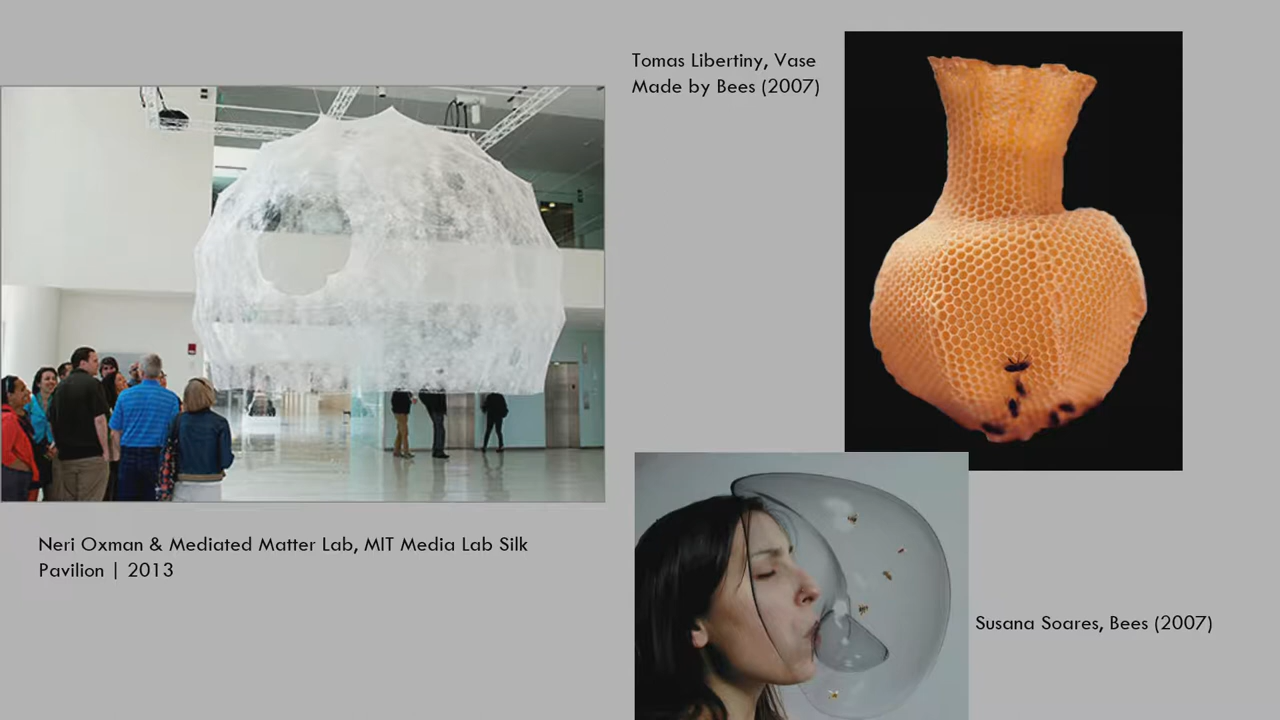 Tomas Libertiny, Vase
Made by Bees (2007)
Neri Oxman & Mediated Matter Lab, MIT Media Lab Silk
Pavilion | 2013
Susana Soares, Bees (2007)